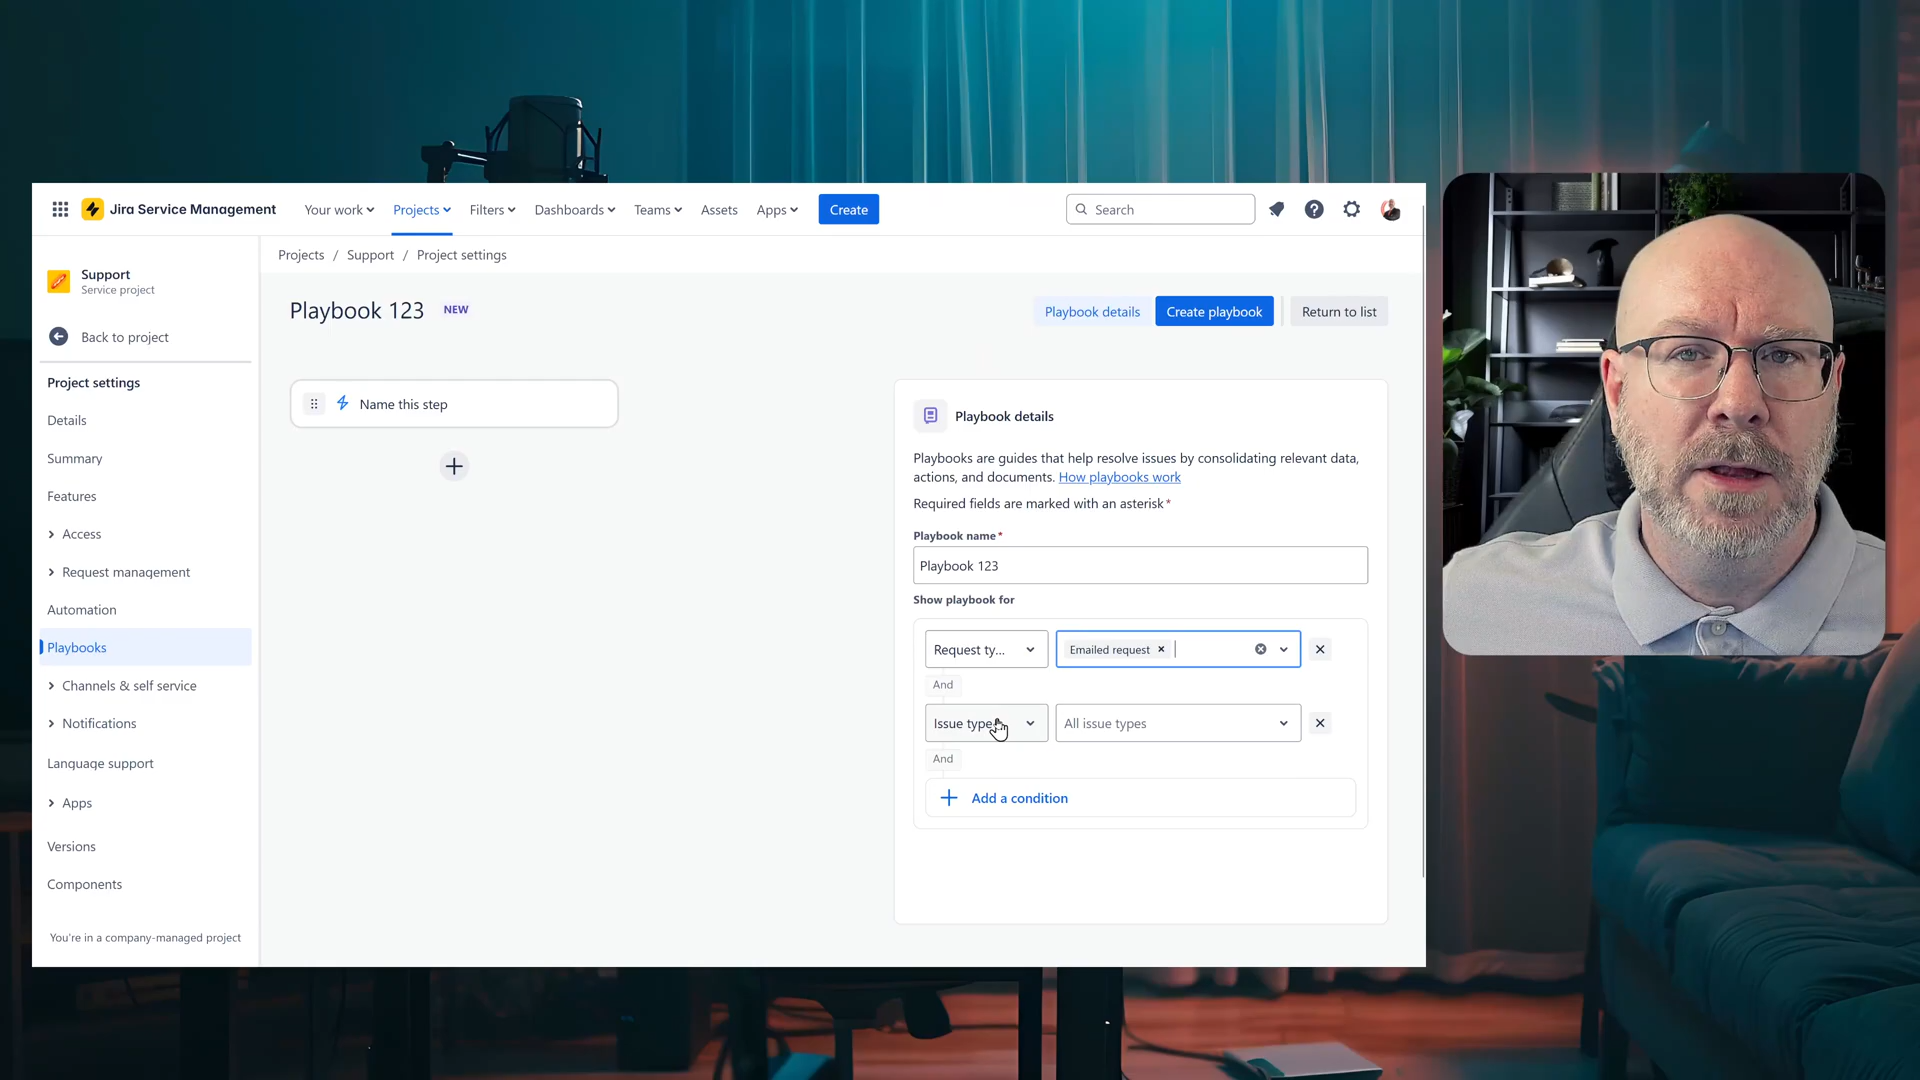 Jira Service Management
Your work
Projects
Filters
Dashboards
Teams
Assets
Apps
Create
Search
Projects / Support / Project settings
Support
Service project
Back to project
Project settings
Details
Summary
Features
Access
Request management
Automation
Playbooks
Channels & self service
Notifications
Language support
Apps
Versions
Components
You're in a company-managed project
Playbook 123 NEW
Playbook details
Create playbook
Return to list
Name this step
Playbook details
Playbooks are guides that help resolve issues by consolidating relevant data,
actions, and documents. How playbooks work
Required fields are marked with an asterisk*
Playbook name*
Playbook 123
Show playbook for
Request ty...
Emailed request
And
Issue type
All issue types
And
Add a condition